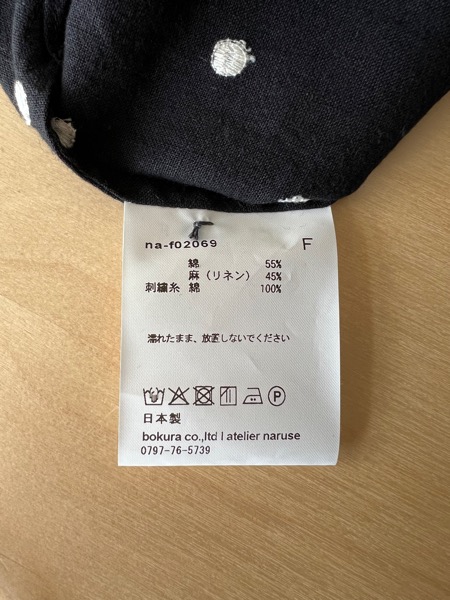 na-f02069 F
綿 55%
麻（リネン） 45%
刺繍糸 綿 100%
濡れたまま、放置しないでください
日本製
bokura co.,ltd l atelier naruse
0797-76-5739